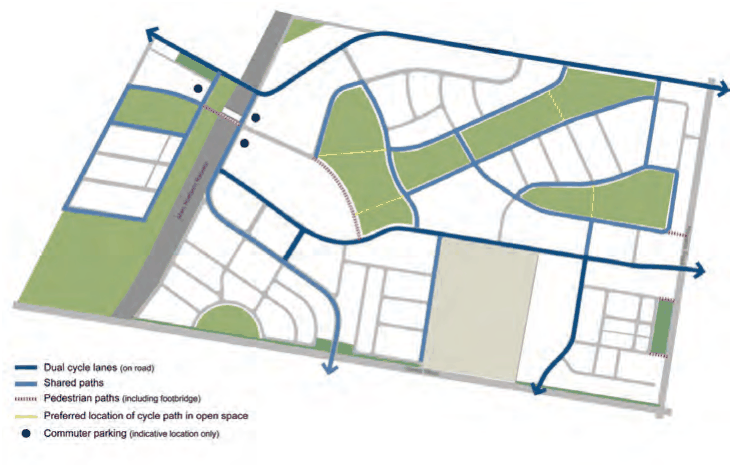 Dual cycle lanes (on road)
Shared paths
Pedestrian paths (including footbridge)
Preferred location of cycle path in open space
Commuter parking (indicative location only)